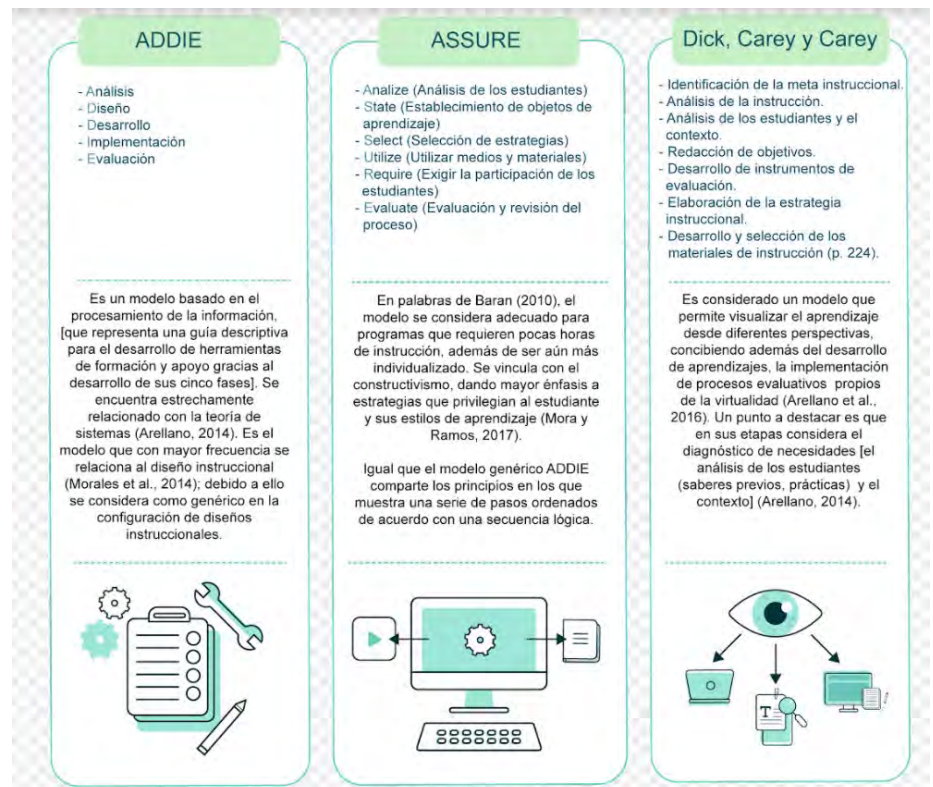 ADDIE
- Análisis
- Diseño
- Desarrollo
- Implementación
- Evaluación
Es un modelo basado en el
procesamiento de la información,
[que representa una guía descriptiva
para el desarrollo de herramientas
de formación y apoyo gracias al
desarrollo de sus cinco fases]. Se
encuentra estrechamente
relacionado con la teoría de
sistemas (Arellano, 2014). Es el
modelo que con mayor frecuencia se
relaciona al diseño instruccional
(Morales et al., 2014); debido a ello
se considera como genérico en la
configuración de diseños
instruccionales.
ASSURE
- Analize (Análisis de los estudiantes)
- State (Establecimiento de objetos de
aprendizaje)
- Select (Selección de estrategias)
- Utilize (Utilizar medios y materiales)
- Require (Exigir la participación de los
estudiantes)
- Evaluate (Evaluación y revisión del
proceso)
En palabras de Baran (2010), el
modelo se considera adecuado para
programas que requieren pocas horas
de instrucción, además de ser aún más
individualizado. Se vincula con el
constructivismo, dando mayor énfasis a
estrategias que privilegian al estudiante
y sus estilos de aprendizaje (Mora y
Ramos, 2017).
Igual que el modelo genérico ADDIE
comparte los principios en los que
muestra una serie de pasos ordenados
de acuerdo con una secuencia lógica.
Dick, Carey y Carey
- Identificación de la meta instruccional.
- Análisis de la instrucción.
- Análisis de los estudiantes y el
contexto.
- Redacción de objetivos.
- Desarrollo de instrumentos de
evaluación.
- Elaboración de la estrategia
instruccional.
- Desarrollo y selección de los
materiales de instrucción (p. 224).
Es considerado un modelo que
permite visualizar el aprendizaje
desde diferentes perspectivas,
concibiendo además del desarrollo
de aprendizajes, la implementación
de procesos evaluativos propios
de la virtualidad (Arellano et al.,
2016). Un punto a destacar es que
en sus etapas considera el
diagnóstico de necesidades [el
análisis de los estudiantes
(saberes previos, prácticas) y el
contexto] (Arellano, 2014).
T